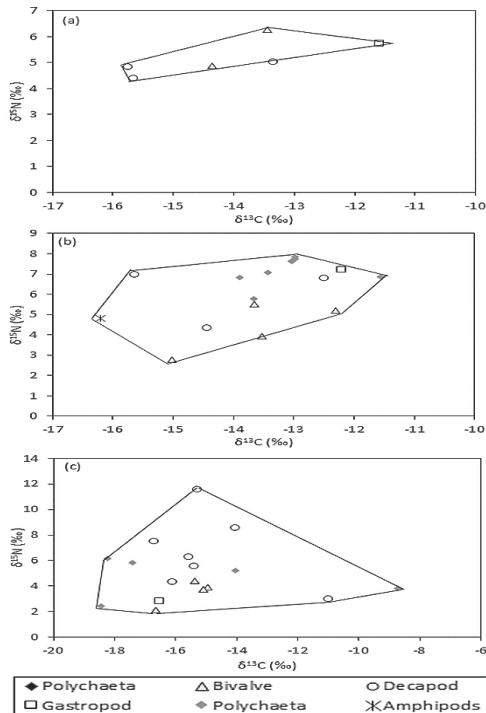 (a)
7
6
5
4
3
2
1
0
δ¹⁵N (‰)
-17 -16 -15 -14 -13 -12 -11 -10
δ¹³C (‰)
(b)
9
8
7
6
5
4
3
2
1
0
δ¹⁵N (‰)
-17 -16 -15 -14 -13 -12 -11 -10
δ¹³C (‰)
(c)
14
12
10
8
6
4
2
0
δ¹⁵N (‰)
-20 -18 -16 -14 -12 -10 -8 -6
δ¹³C (‰)
Polychaeta Bivalve Decapod
Gastropod Polychaeta Amphipods